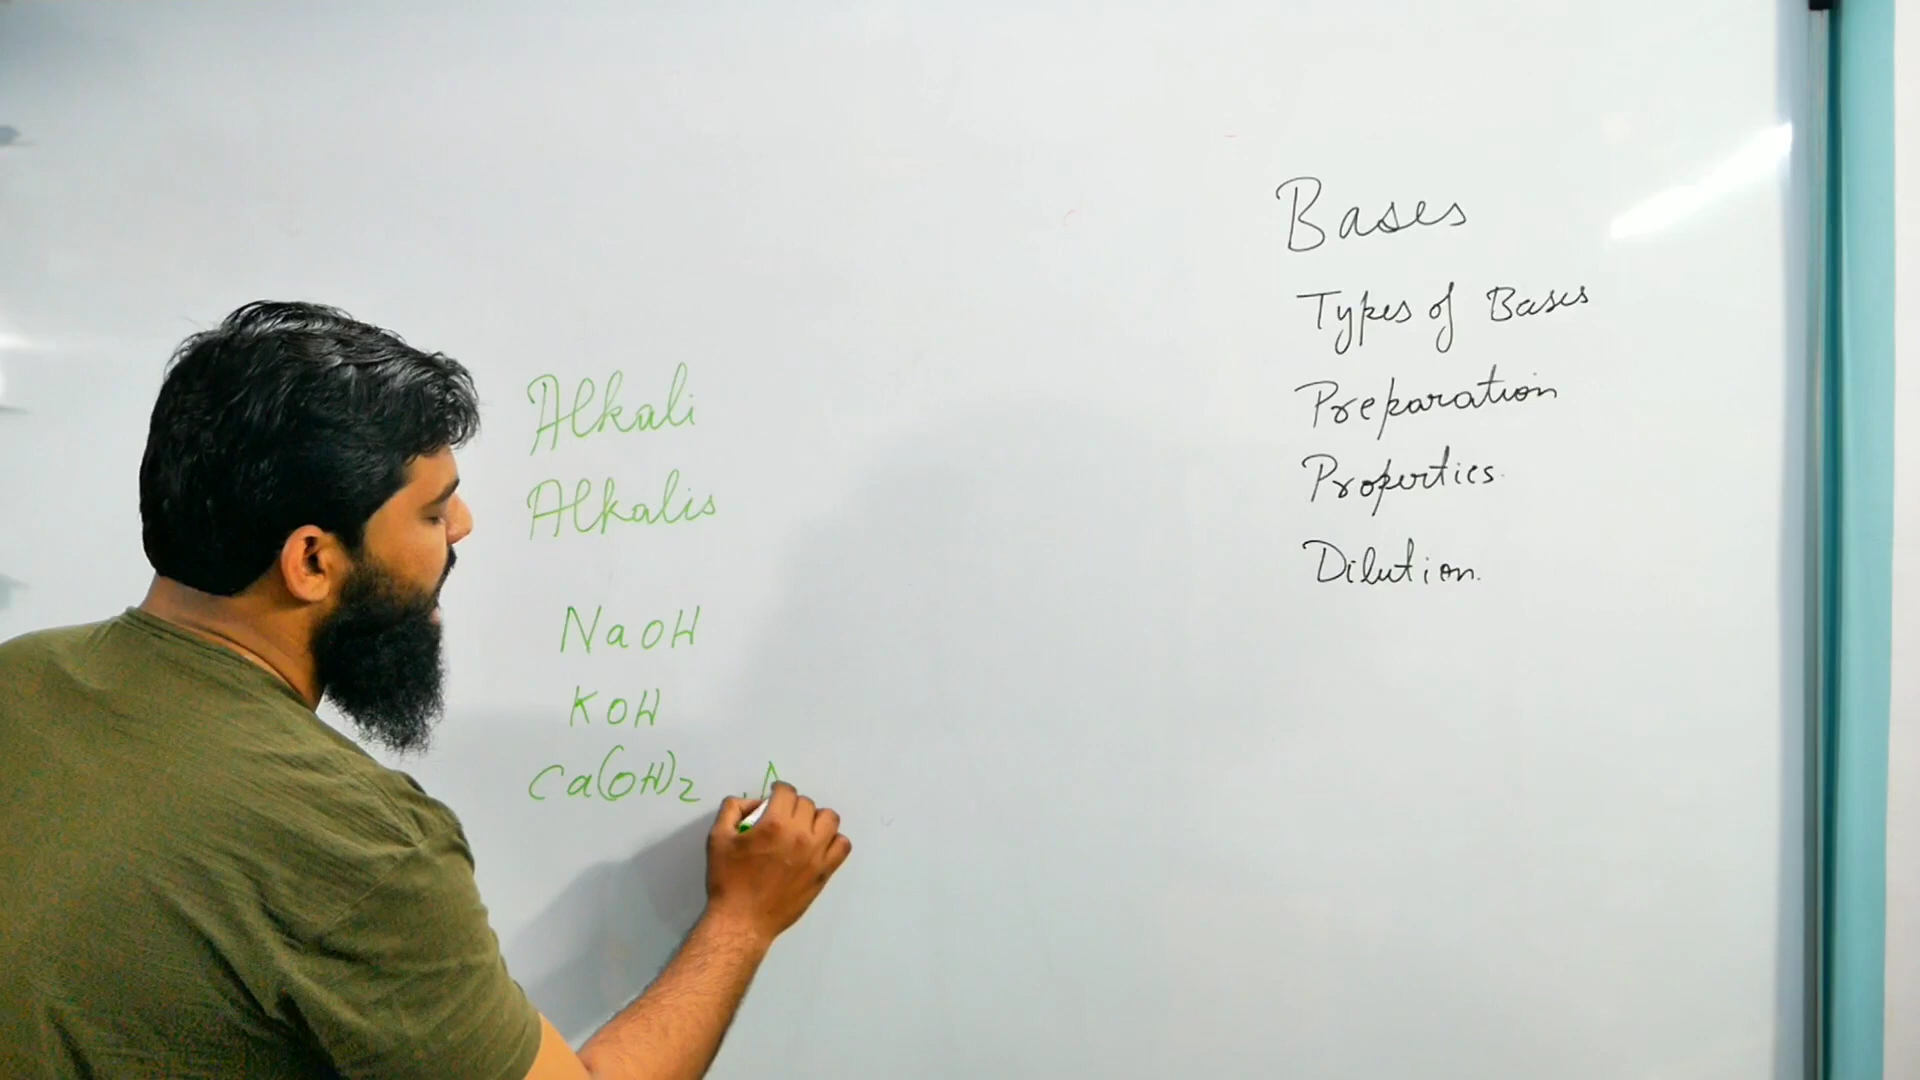 Alkali
Alkalis
NaOH
KOH
Ca(OH)2
Bases
Types of Bases
Preparation
Properties.
Dilution.